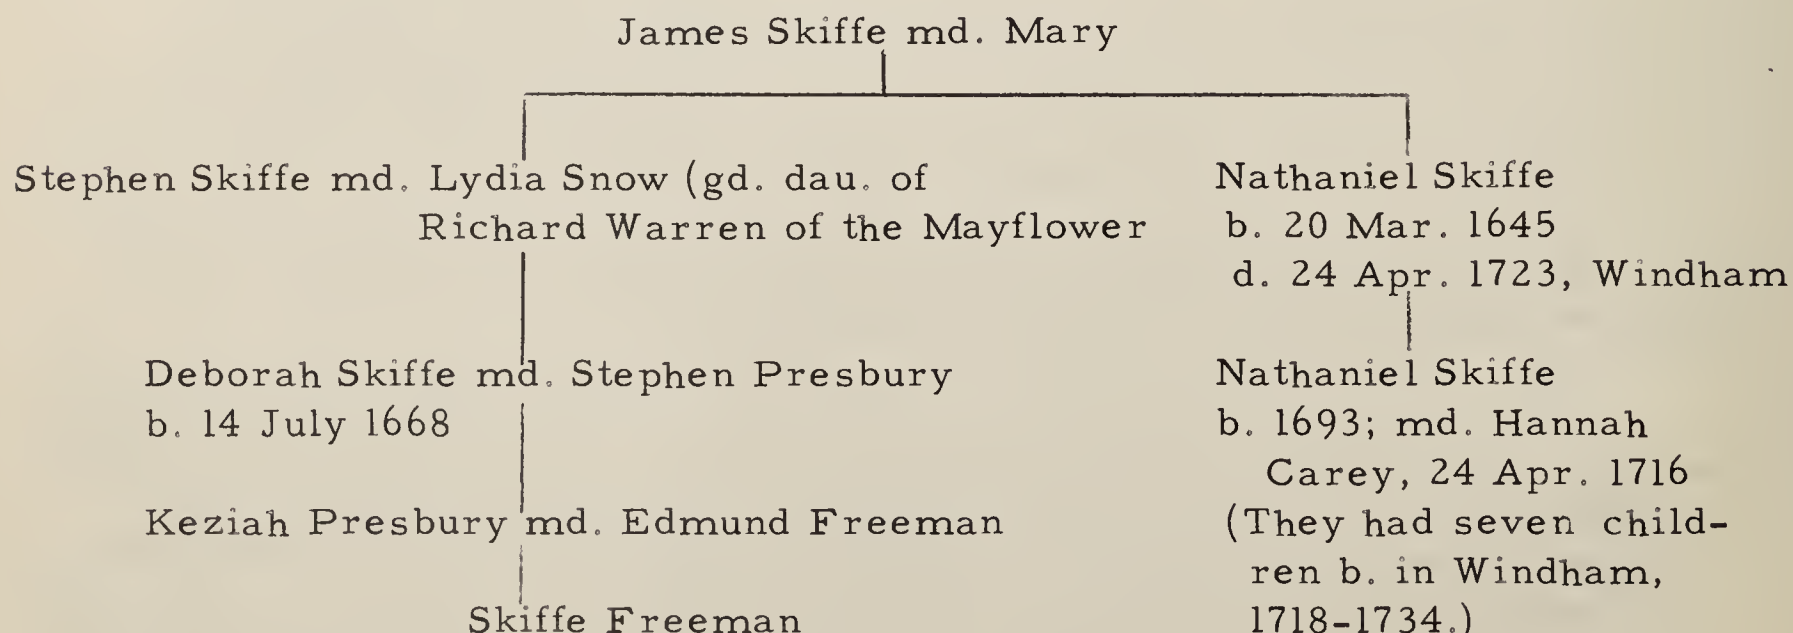 James Skiffe md. Mary
Stephen Skiffe md. Lydia Snow (gd. dau. of
Richard Warren of the Mayflower
Nathaniel Skiffe
b. 20 Mar. 1645
d. 24 Apr. 1723, Windham
Deborah Skiffe md. Stephen Presbury
b. 14 July 1668
Nathaniel Skiffe
b. 1693; md. Hannah
Carey, 24 Apr. 1716
(They had seven child-
ren b. in Windham,
1718-1734.)
Keziah Presbury md. Edmund Freeman
Skiffe Freeman